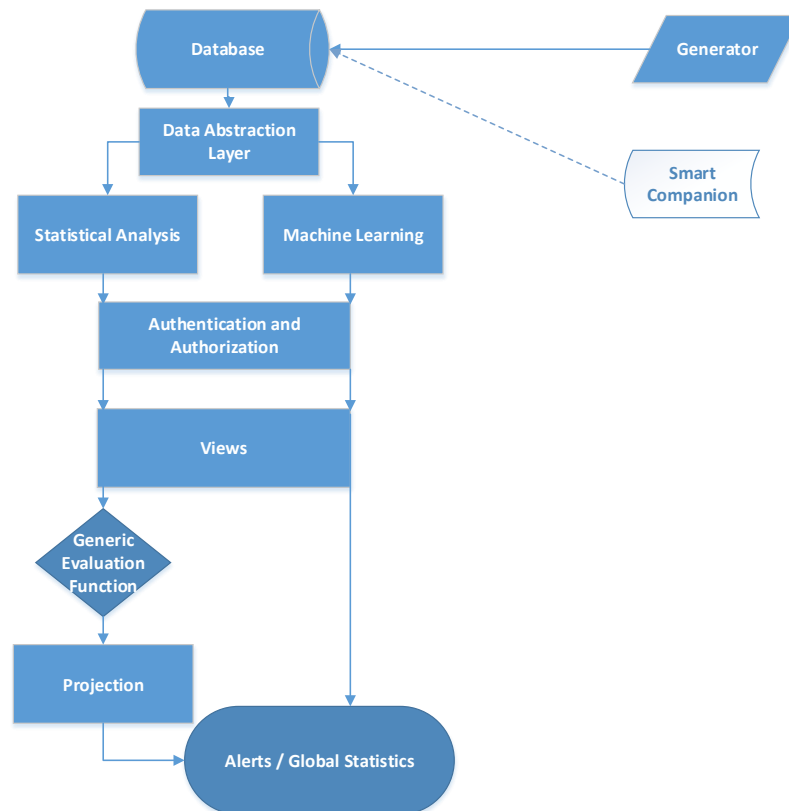 Database
Generator
Data Abstraction
Layer
Smart
Companion
Statistical Analysis
Machine Learning
Authentication and
Authorization
Views
Generic
Evaluation
Function
Projection
Alerts / Global Statistics